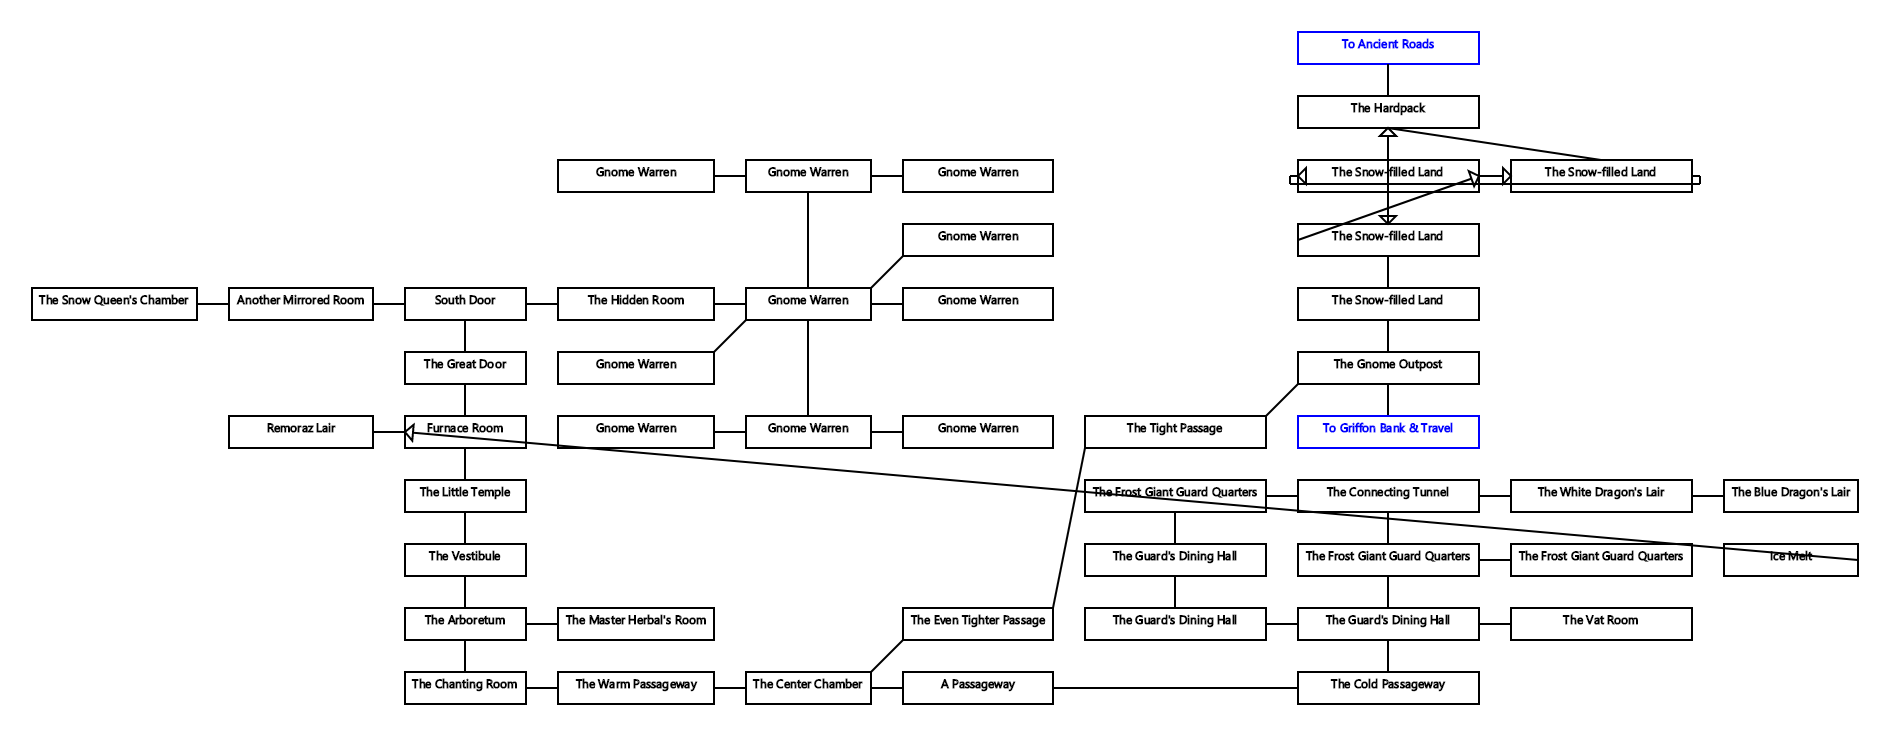 To Ancient Roads
The Hardpack
Gnome Warren
Gnome Warren
Gnome Warren
The Snow-filled Land
The Snow-filled Land
Gnome Warren
The Snow-filled Land
The Snow Queen's Chamber
Another Mirrored Room
South Door
The Hidden Room
Gnome Warren
Gnome Warren
The Snow-filled Land
The Great Door
Gnome Warren
The Gnome Outpost
Remoraz Lair
Furnace Room
Gnome Warren
Gnome Warren
Gnome Warren
The Tight Passage
To Griffon Bank & Travel
The Little Temple
The Frost Giant Guard Quarters
The Connecting Tunnel
The White Dragon's Lair
The Blue Dragon's Lair
The Vestibule
The Guard's Dining Hall
The Frost Giant Guard Quarters
The Frost Giant Guard Quarters
Ice Melt
The Arboretum
The Master Herbal's Room
The Even Tighter Passage
The Guard's Dining Hall
The Guard's Dining Hall
The Vat Room
The Chanting Room
The Warm Passageway
The Center Chamber
A Passageway
The Cold Passageway